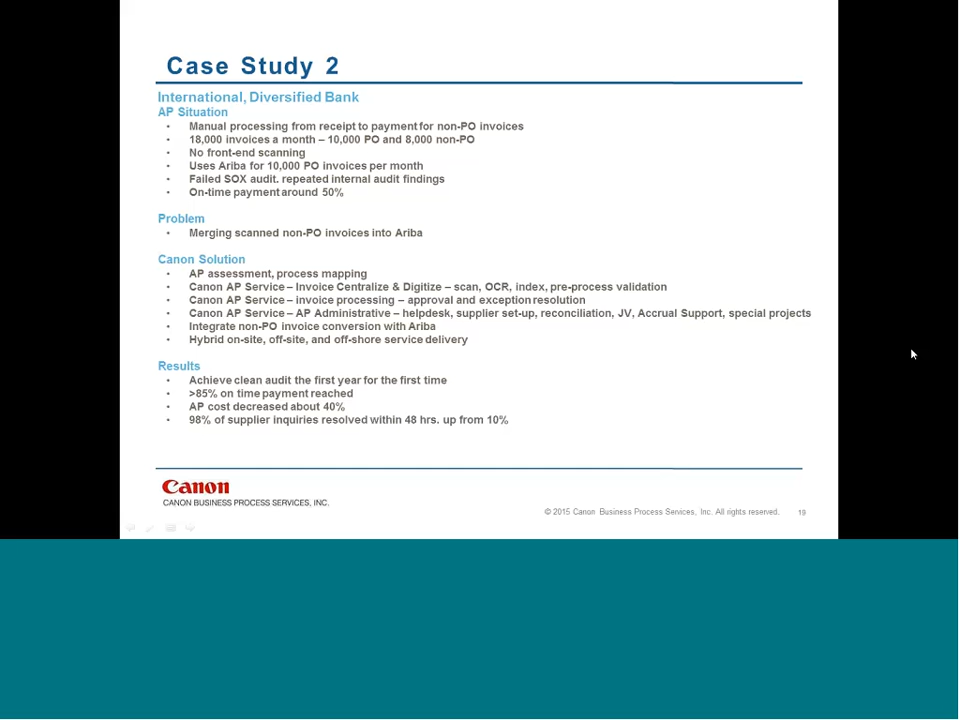 Case Study 2
International, Diversified Bank
AP Situation
• Manual processing from receipt to payment for non-PO invoices
• 18,000 invoices a month – 10,000 PO and 8,000 non-PO
• No front-end scanning
• Uses Ariba for 10,000 PO invoices per month
• Failed SOX audit. repeated internal audit findings
• On-time payment around 50%
Problem
• Merging scanned non-PO invoices into Ariba
Canon Solution
• AP assessment, process mapping
• Canon AP Service – Invoice Centralize & Digitize – scan, OCR, index, pre-process validation
• Canon AP Service – invoice processing – approval and exception resolution
• Canon AP Service – AP Administrative – helpdesk, supplier set-up, reconciliation, JV, Accrual Support, special projects
• Integrate non-PO invoice conversion with Ariba
• Hybrid on-site, off-site, and off-shore service delivery
Results
• Achieve clean audit the first year for the first time
• >85% on time payment reached
• AP cost decreased about 40%
• 98% of supplier inquiries resolved within 48 hrs. up from 10%
Canon
CANON BUSINESS PROCESS SERVICES, INC.
© 2015 Canon Business Process Services, Inc. All rights reserved. 19